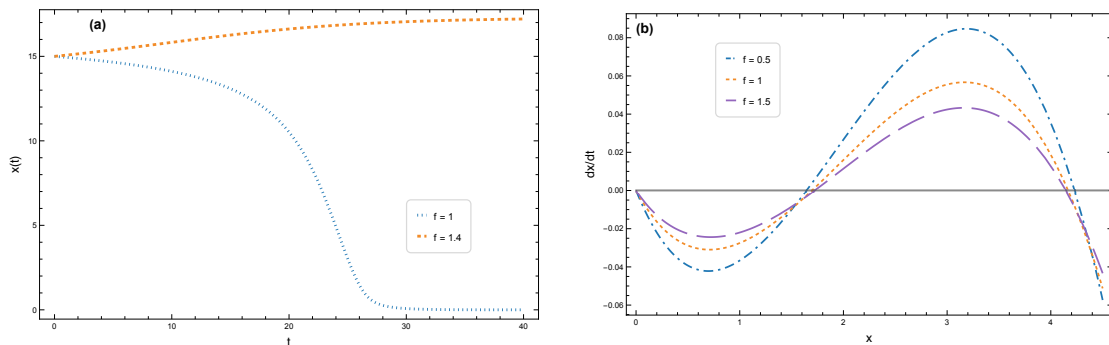 (a)
x(t)
15
10
5
0
f = 1
f = 1.4
0 10 20 30 40
t
(b)
dx/dt
0.08
0.06
0.04
0.02
0.00
−0.02
−0.04
−0.06
f = 0.5
f = 1
f = 1.5
0 1 2 3 4
x